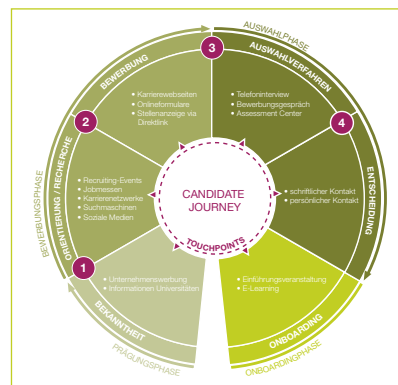 AUSWAHLPHASE
BEWERBUNG
3
AUSWAHLVERFAHREN
• Karrierewebseiten
• Onlineformulare
• Stellenanzeige via
Direktlink
• Telefoninterview
• Bewerbungsgespräch
• Assessment Center
2
4
BEWERBUNGSPHASE
ORIENTIERUNG / RECHERCHE
• Recruiting-Events
• Jobmessen
• Karrierenetzwerke
• Suchmaschinen
• Soziale Medien
CANDIDATE
JOURNEY
TOUCHPOINTS
• schriftlicher Kontakt
• persönlicher Kontakt
ENTSCHEIDUNG
1
• Unternehmenswerbung
• Informationen Universitäten
• Einführungsveranstaltung
• E-Learning
BEKANNTHEIT
ONBOARDING
PRÄGUNGSPHASE
ONBOARDINGPHASE